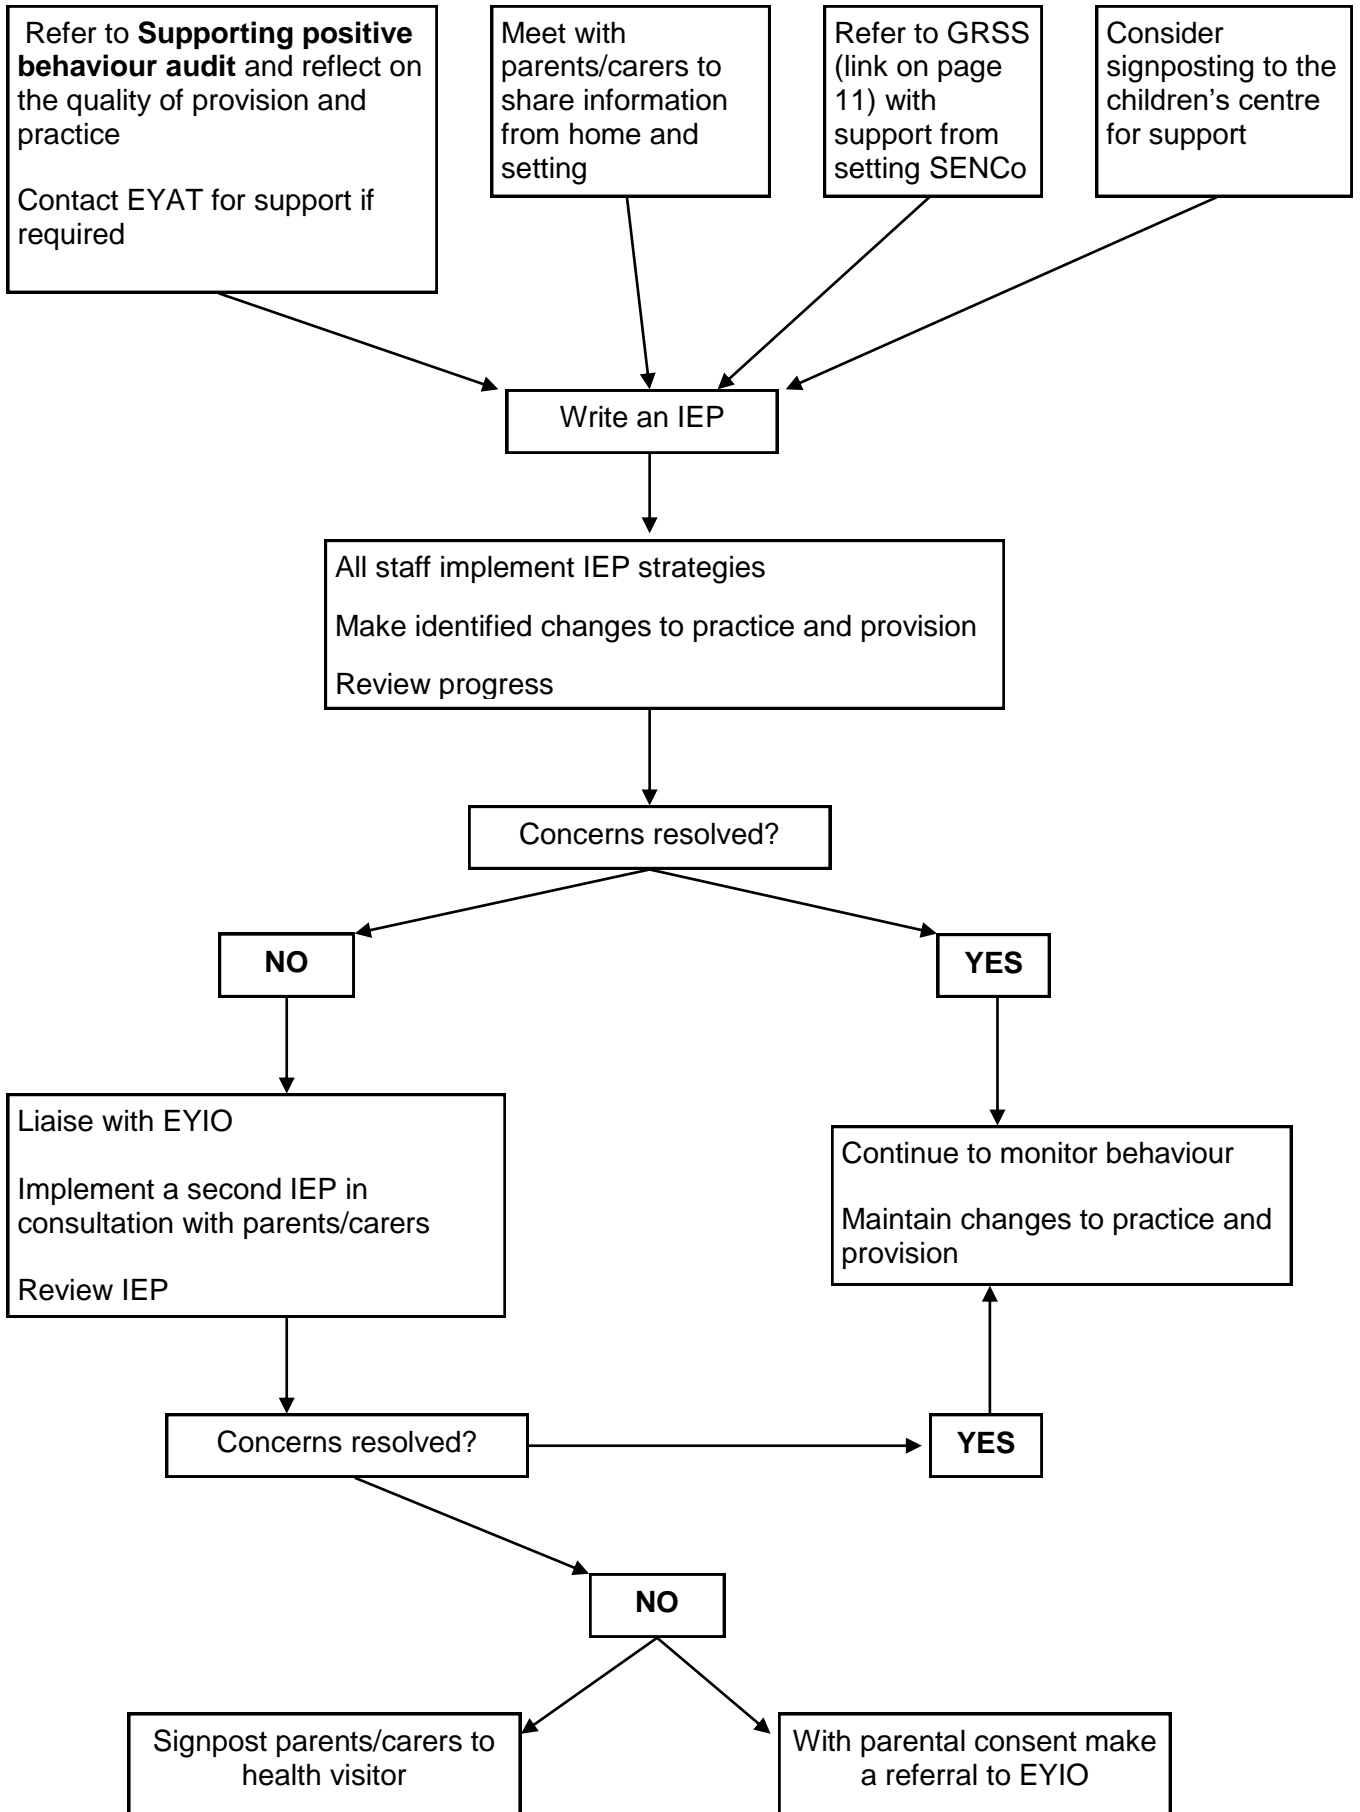 Refer to Supporting positive
behaviour audit and reflect on
the quality of provision and
practice
Contact EYAT for support if
required
Meet with
parents/carers to
share information
from home and
setting
Refer to GRSS
(link on page
11) with
support from
setting SENCo
Consider
signposting to the
children’s centre
for support
Write an IEP
All staff implement IEP strategies
Make identified changes to practice and provision
Review progress
Concerns resolved?
NO
YES
Liaise with EYIO
Implement a second IEP in
consultation with parents/carers
Review IEP
Continue to monitor behaviour
Maintain changes to practice and
provision
Concerns resolved?
YES
NO
Signpost parents/carers to
health visitor
With parental consent make
a referral to EYIO